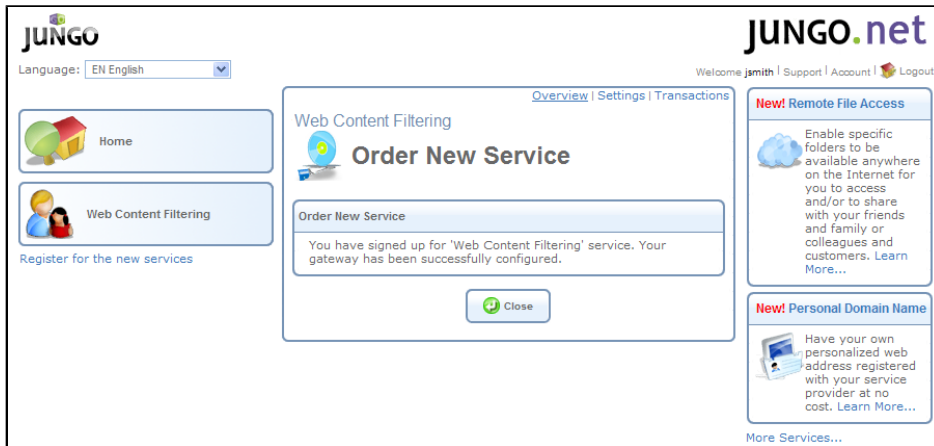 JUNGO
JUNGO.net
Language: EN English
Welcome jsmith | Support | Account | Logout
Home
Web Content Filtering
Register for the new services
Overview | Settings | Transactions
Web Content Filtering
Order New Service
Order New Service
You have signed up for 'Web Content Filtering' service. Your
gateway has been successfully configured.
Close
New! Remote File Access
Enable specific
folders to be
available anywhere
on the Internet for
you to access
and/or to share
with your friends
and family or
colleagues and
customers. Learn
More...
New! Personal Domain Name
Have your own
personalized web
address registered
with your service
provider at no
cost. Learn More...
More Services...